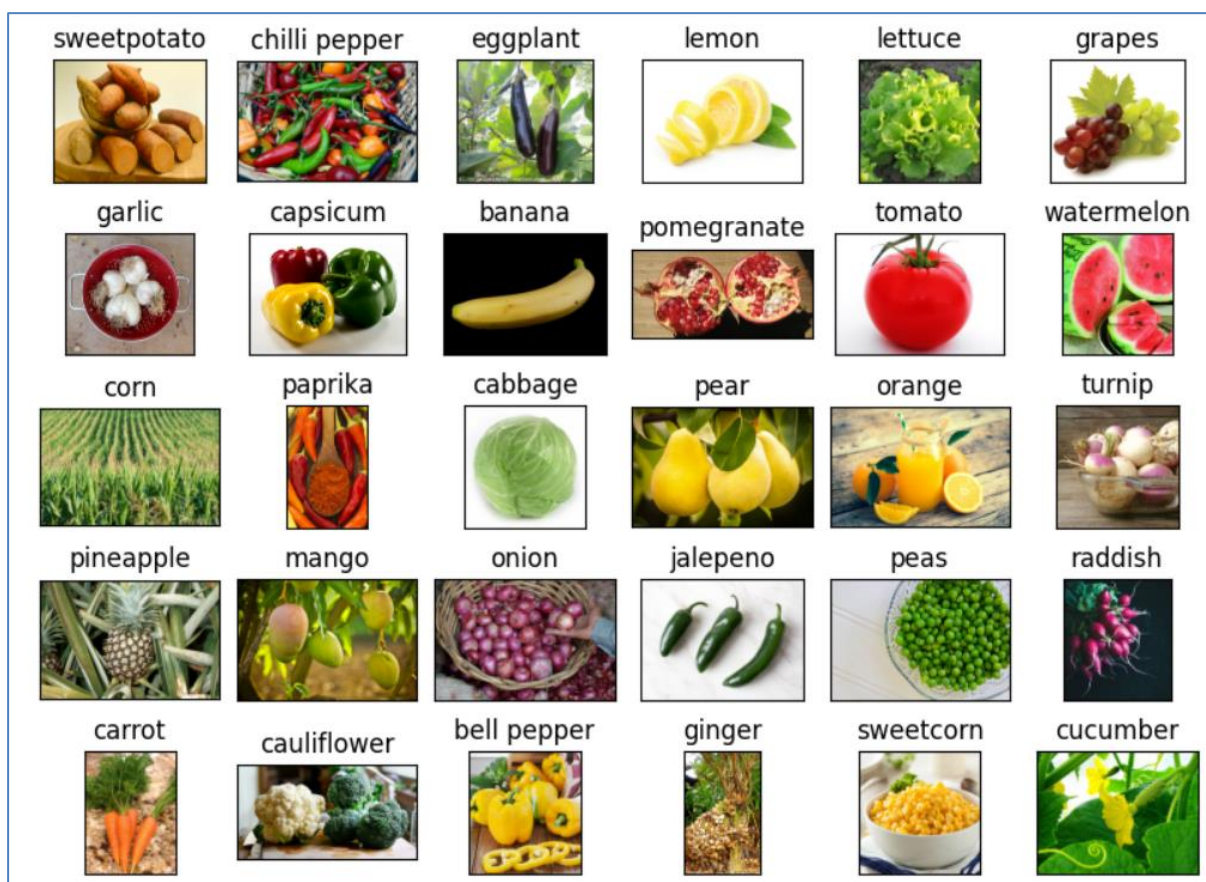 sweetpotato chilli pepper eggplant lemon lettuce grapes
garlic capsicum banana pomegranate tomato watermelon
corn paprika cabbage pear orange turnip
pineapple mango onion jalepeno peas raddish
carrot cauliflower bell pepper ginger sweetcorn cucumber